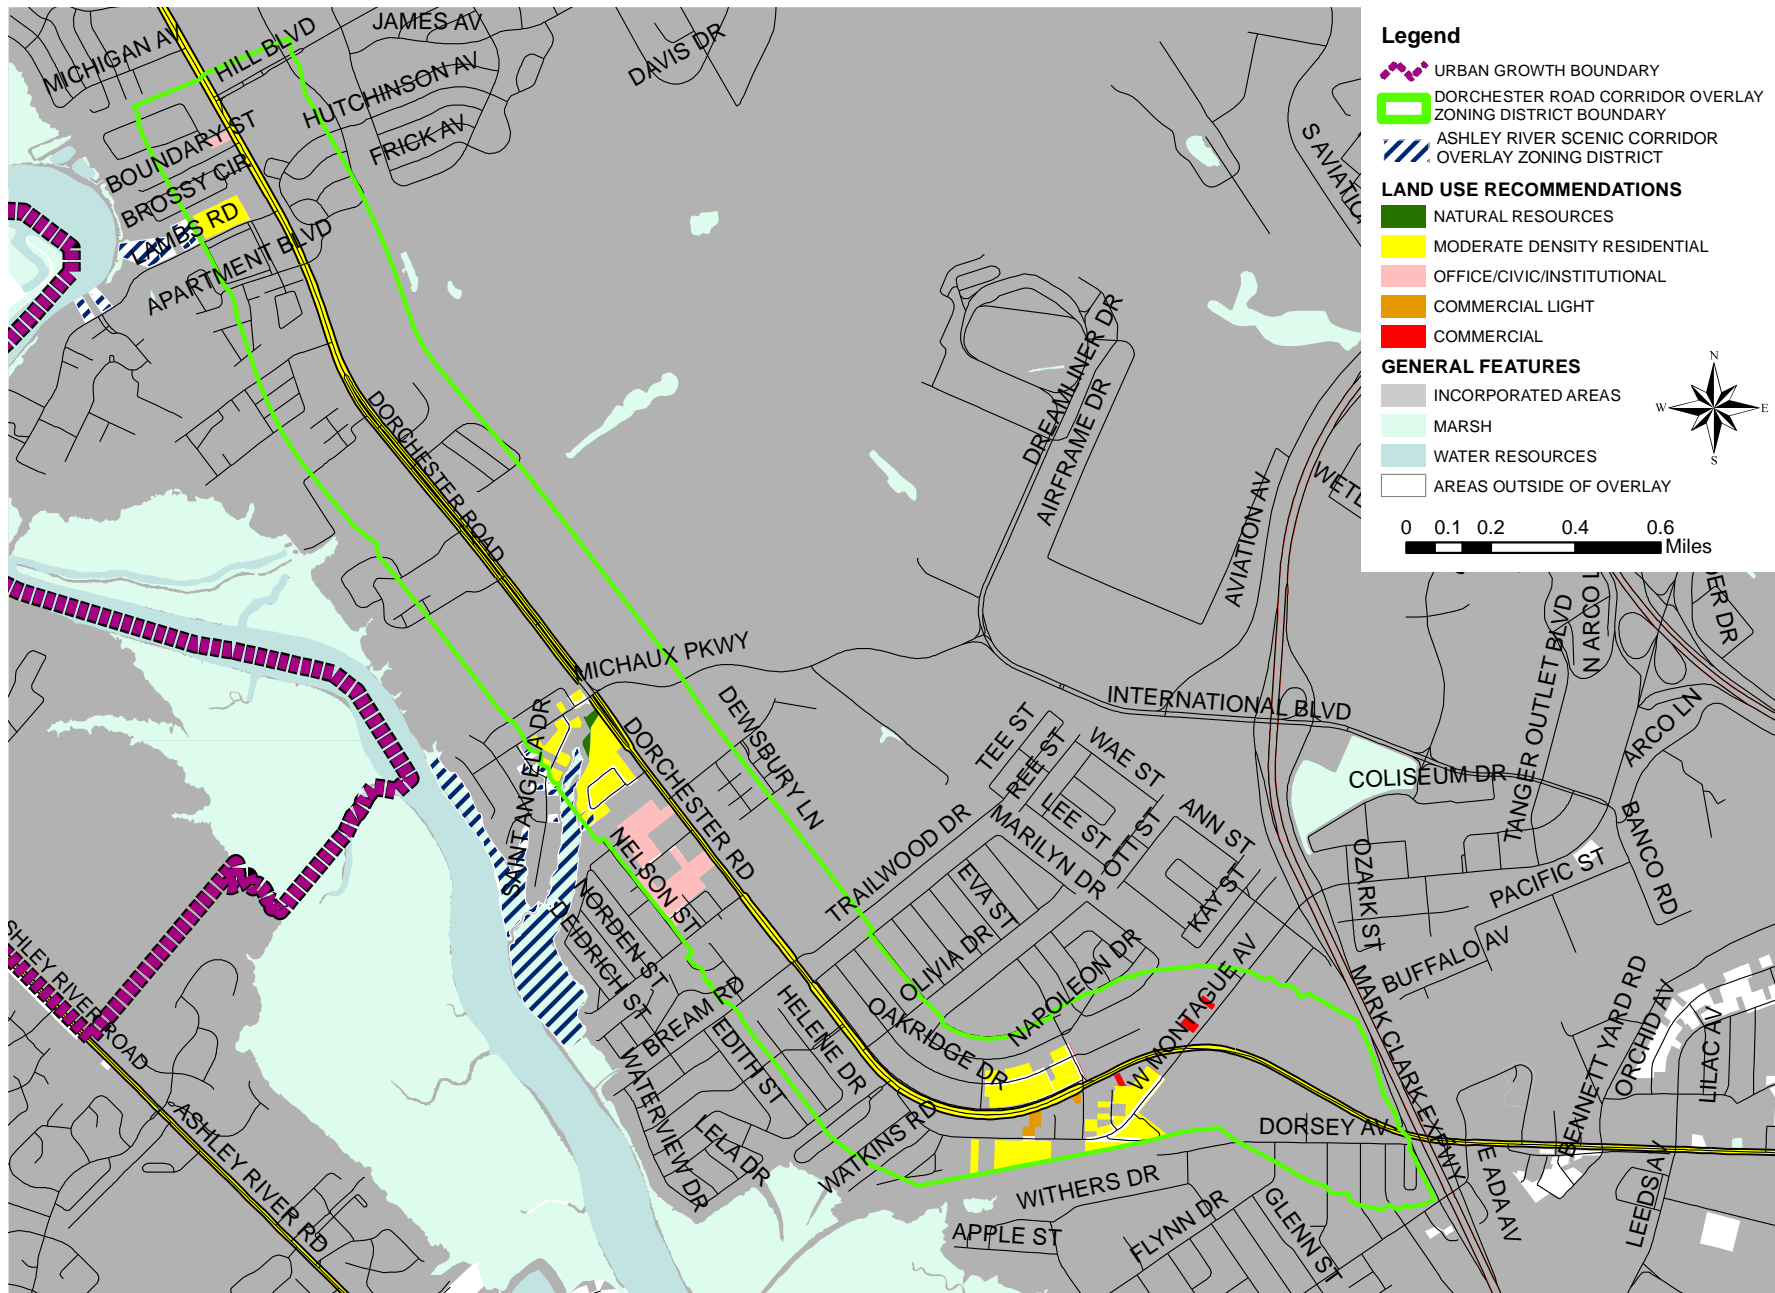 MICHIGAN AV
HILL BLVD
JAMES AV
DAVIS DR
HUTCHINSON AV
FRICK AV
BOUNDARY ST
BROSSY CIR
LAMBS RD
APARTMENT BLVD
S AVIATIO
Legend
URBAN GROWTH BOUNDARY
DORCHESTER ROAD CORRIDOR OVERLAY
ZONING DISTRICT BOUNDARY
ASHLEY RIVER SCENIC CORRIDOR
OVERLAY ZONING DISTRICT
LAND USE RECOMMENDATIONS
NATURAL RESOURCES
MODERATE DENSITY RESIDENTIAL
OFFICE/CIVIC/INSTITUTIONAL
COMMERCIAL LIGHT
COMMERCIAL
GENERAL FEATURES
INCORPORATED AREAS
MARSH
WATER RESOURCES
AREAS OUTSIDE OF OVERLAY
N
W
E
S
0 0.1 0.2 0.4 0.6
Miles
DORCHESTER ROAD
DREAMLINER DR
AIRFRAME DR
AVIATION AV
WETL
N ARCO L
DER DR
TANGER OUTLET BLVD
ARCO LN
MICHAUX PKWY
INTERNATIONAL BLVD
DEWSBURY LN
DORCHESTER RD
SAINT ANGELA DR
TEE ST
REE ST
WAE ST
LEE ST
OTT ST
ANN ST
KAY ST
MARILYN DR
TRAILWOOD DR
EVA ST
OLIVIA DR
NAPOLEON DR
OAKRIDGE DR
W MONTAGUE AV
COLISEUM DR
OZARK ST
PACIFIC ST
BANCO RD
BUFFALO AV
MARK CLARK EXPWY
BENNETT YARD RD
ORCHID AV
LILAC AV
LEEDS AV
E ADA AV
DORSEY AV
NELSON ST
NORDEN ST
DEIDRICH ST
BREAM RD
EDITH ST
HELENE DR
WATERVIEW DR
LELA DR
WATKINS RD
WITHERS DR
APPLE ST
FLYNN DR
GLENN ST
SHLEY RIVER ROAD
ASHLEY RIVER RD